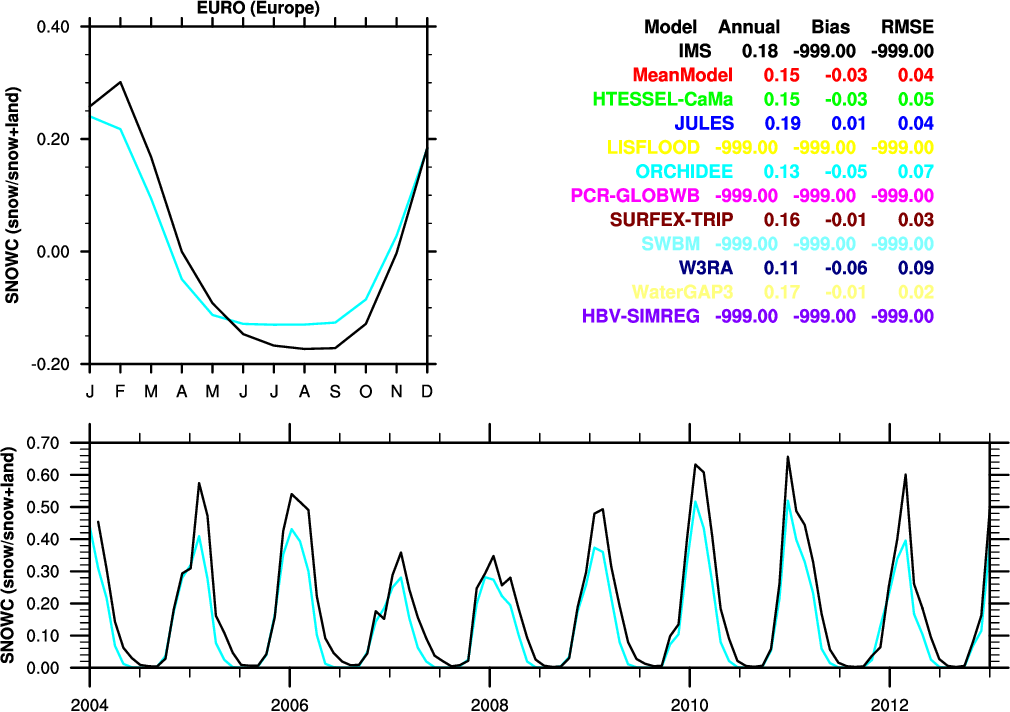 EURO (Europe)
0.40
0.20
0.00
-0.20
SNOWC (snow/snow+land)
J F M A M J J A S O N D
Model Annual Bias RMSE
IMS 0.18 -999.00 -999.00
MeanModel 0.15 -0.03 0.04
HTESSEL-CaMa 0.15 -0.03 0.05
JULES 0.19 0.01 0.04
LISFLOOD -999.00 -999.00 -999.00
ORCHIDEE 0.13 -0.05 0.07
PCR-GLOBWB -999.00 -999.00 -999.00
SURFEX-TRIP 0.16 -0.01 0.03
SWBM -999.00 -999.00 -999.00
W3RA 0.11 -0.06 0.09
WaterGAP3 0.17 -0.01 0.02
HBV-SIMREG -999.00 -999.00 -999.00
0.70
0.60
0.50
0.40
0.30
0.20
0.10
0.00
SNOWC (snow/snow+land)
2004 2006 2008 2010 2012